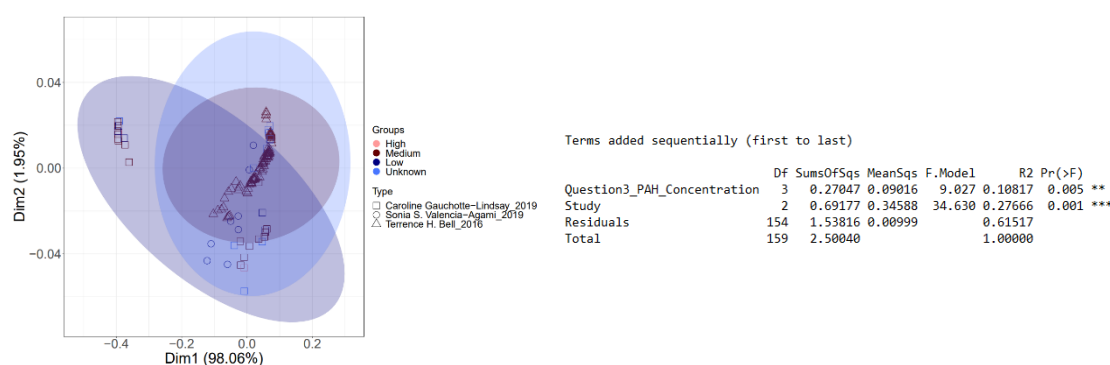 0.04
0.00
−0.04
Dim2 (1.95%)
−0.4 −0.2 0.0 0.2
Dim1 (98.06%)
Groups
High
Medium
Low
Unknown
Type
Caroline Gauchotte−Lindsay_2019
Sonia S. Valencia−Agami_2019
Terrence H. Bell_2016
Terms added sequentially (first to last)
Df SumsOfSqs MeanSqs F.Model R2 Pr(>F)
Question3_PAH_Concentration 3 0.27047 0.09016 9.027 0.10817 0.005 **
Study 2 0.69177 0.34588 34.630 0.27666 0.001 ***
Residuals 154 1.53816 0.00999 0.61517
Total 159 2.50040 1.00000